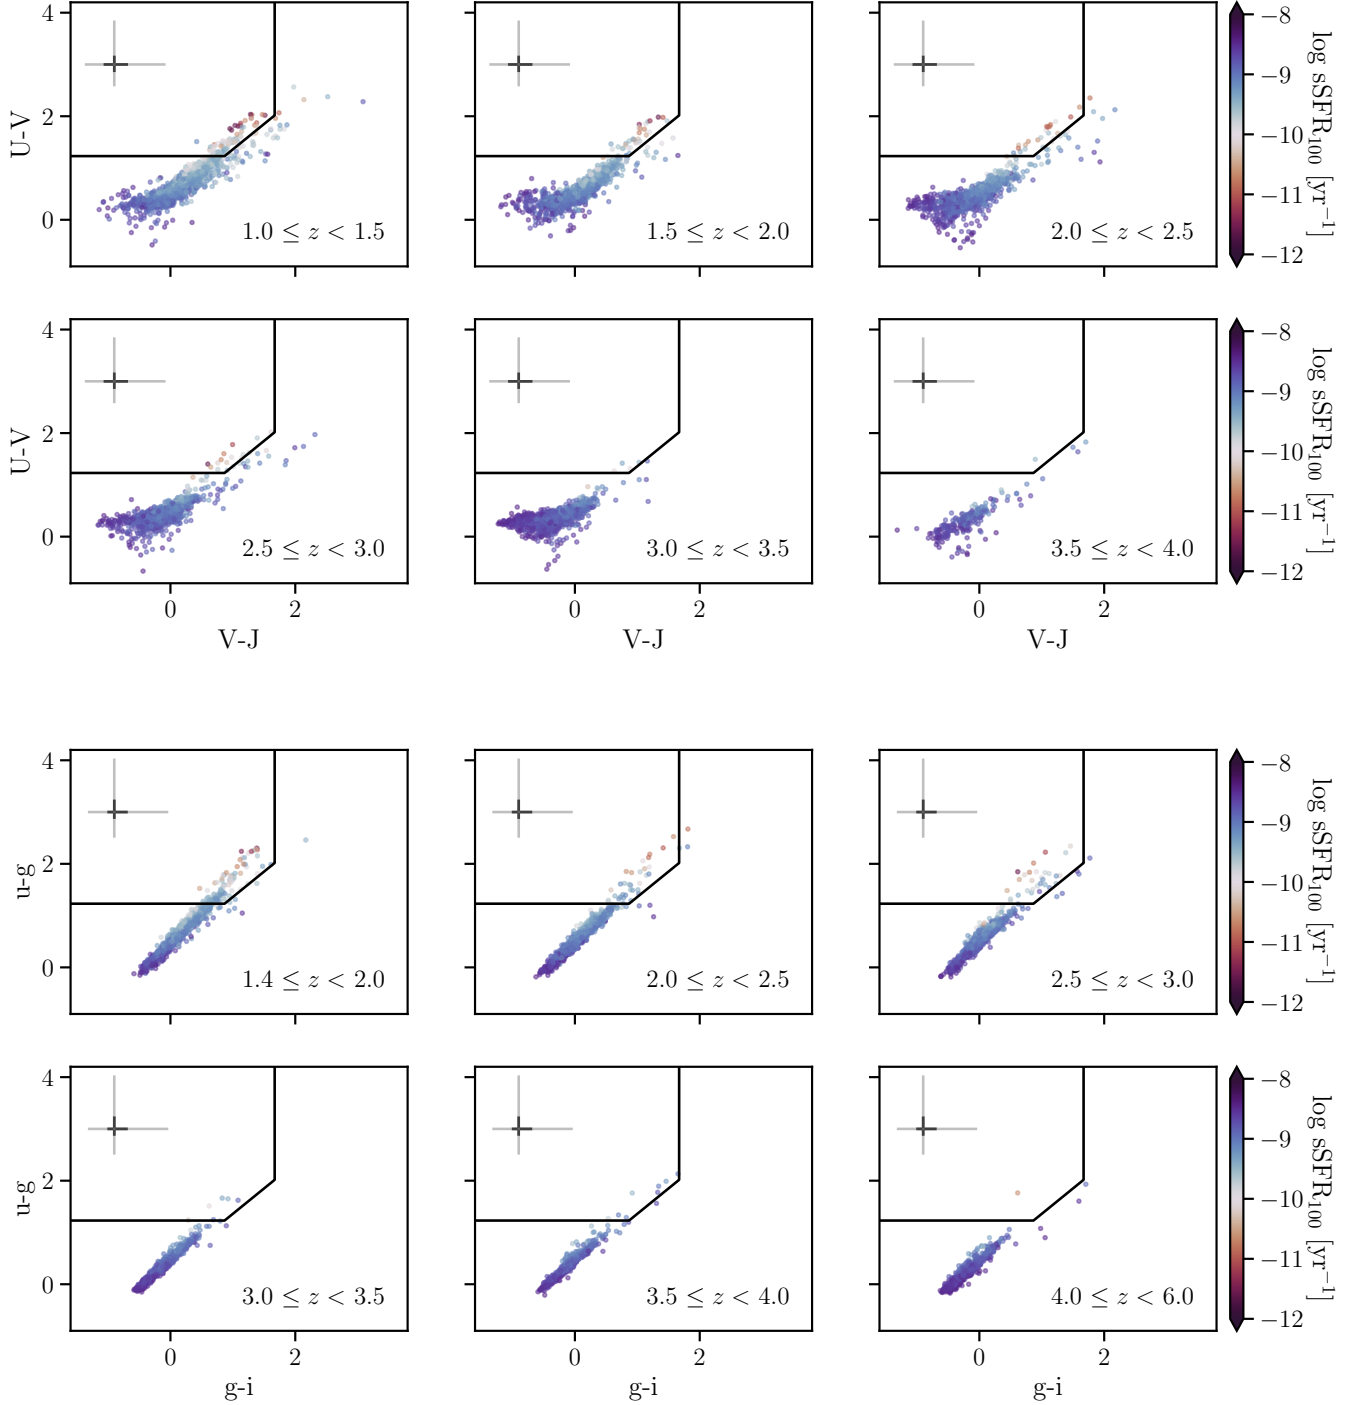 4
2
0
U-V
1.0 ≤ z < 1.5
1.5 ≤ z < 2.0
2.0 ≤ z < 2.5
−8
−9
−10
−11
−12
log sSFR₁₀₀ [yr⁻¹]
0
2
4
2
0
U-V
2.5 ≤ z < 3.0
3.0 ≤ z < 3.5
3.5 ≤ z < 4.0
−8
−9
−10
−11
−12
log sSFR₁₀₀ [yr⁻¹]
0 2
0 2
0 2
V-J
V-J
V-J
4
2
0
u-g
1.4 ≤ z < 2.0
2.0 ≤ z < 2.5
2.5 ≤ z < 3.0
−8
−9
−10
−11
−12
log sSFR₁₀₀ [yr⁻¹]
4
2
0
u-g
3.0 ≤ z < 3.5
3.5 ≤ z < 4.0
4.0 ≤ z < 6.0
−8
−9
−10
−11
−12
log sSFR₁₀₀ [yr⁻¹]
0 2
0 2
0 2
g-i
g-i
g-i